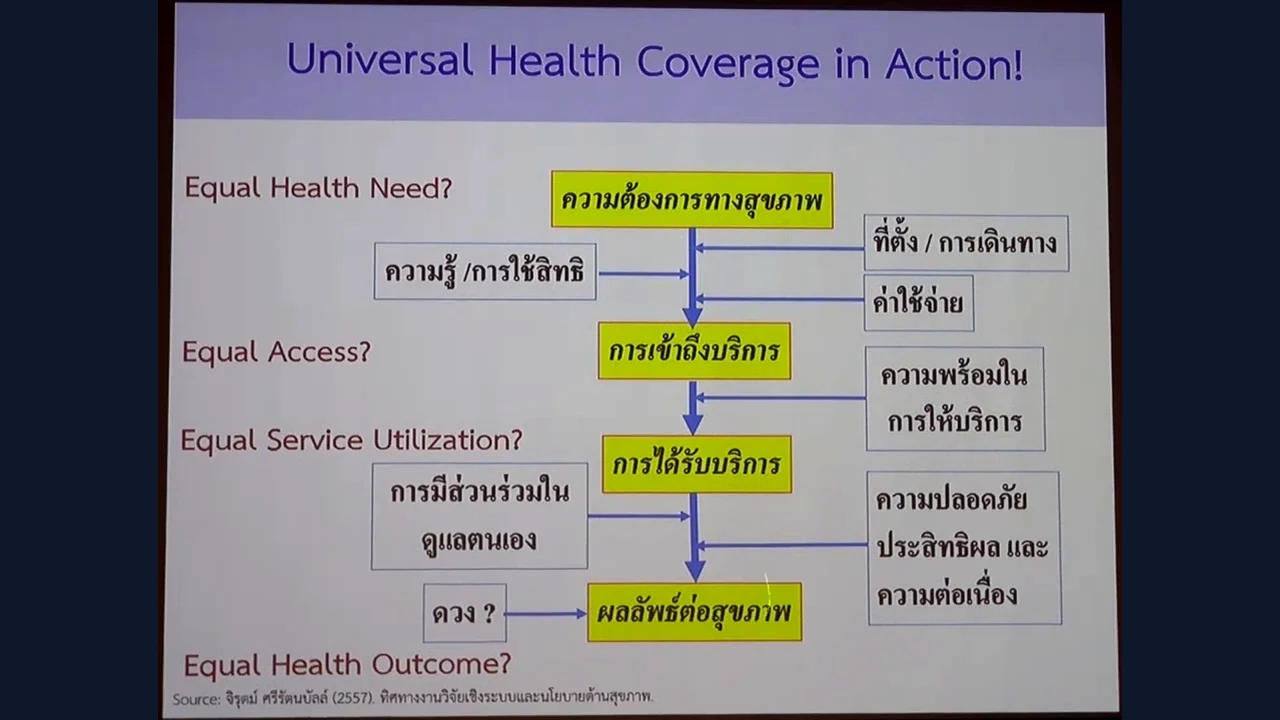 Universal Health Coverage in Action!
Equal Health Need?
ความต้องการทางสุขภาพ
ที่ตั้ง / การเดินทาง
ความรู้ /การใช้สิทธิ
ค่าใช้จ่าย
Equal Access?
การเข้าถึงบริการ
ความพร้อมใน
การให้บริการ
Equal Service Utilization?
การได้รับบริการ
การมีส่วนร่วมใน
ดูแลตนเอง
ความปลอดภัย
ประสิทธิผล และ
ความต่อเนื่อง
ดวง ?
ผลลัพธ์ต่อสุขภาพ
Equal Health Outcome?
Source: จิรุตม์ ศรีรัตนบัลล์ (2557). ทิศทางงานวิจัยเชิงระบบและนโยบายด้านสุขภาพ.